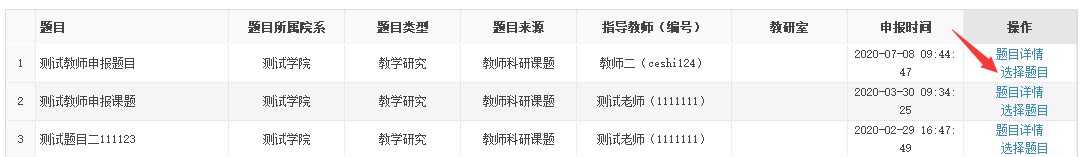 题目 题目所属院系 题目类型 题目来源 指导教师（编号） 教研室 申报时间 操作
1 测试教师申报题目 测试学院 教学研究 教师科研课题 教师二（ceshi124） 2020-07-08 09:44:47 题目详情 选择题目
2 测试教师申报课题 测试学院 教学研究 教师科研课题 测试老师（1111111） 2020-03-30 09:34:25 题目详情 选择题目
3 测试题目二111123 测试学院 教学研究 教师科研课题 测试老师（1111111） 2020-02-29 16:47:49 题目详情 选择题目